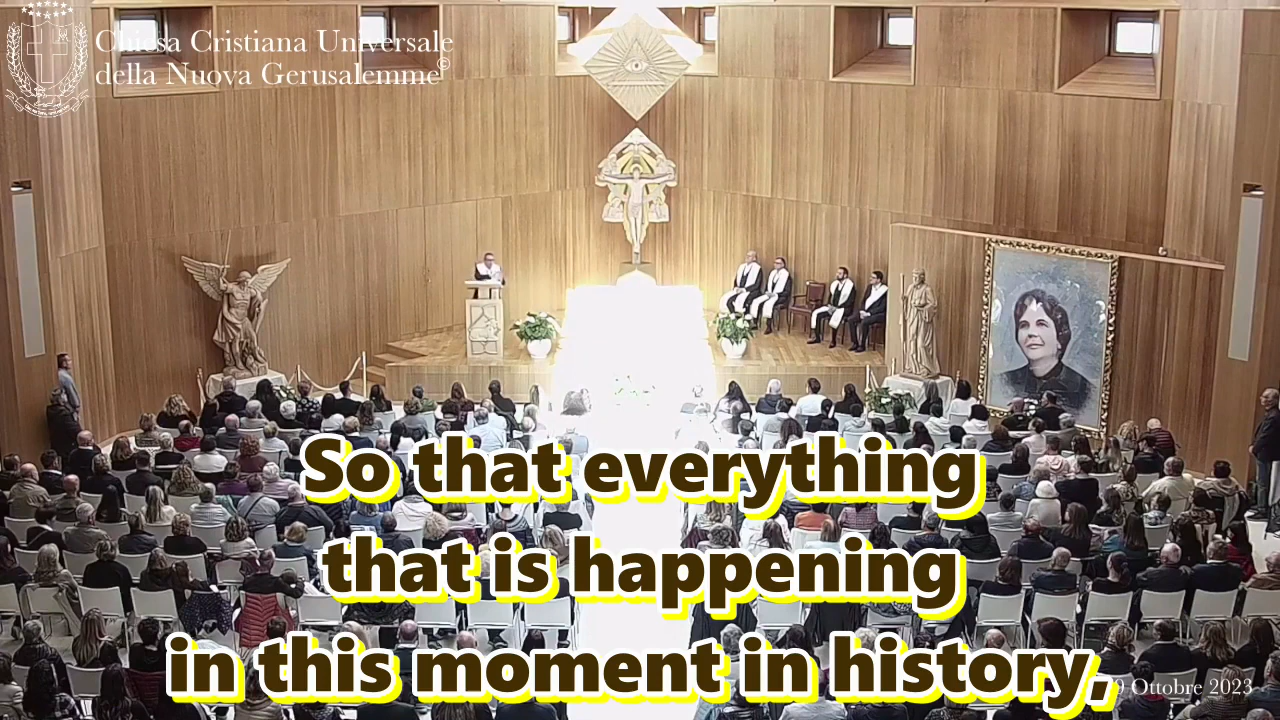 Chiesa Cristiana Universale
della Nuova Gerusalemme©
So that everything
that is happening
in this moment in history,
9 Ottobre 2023